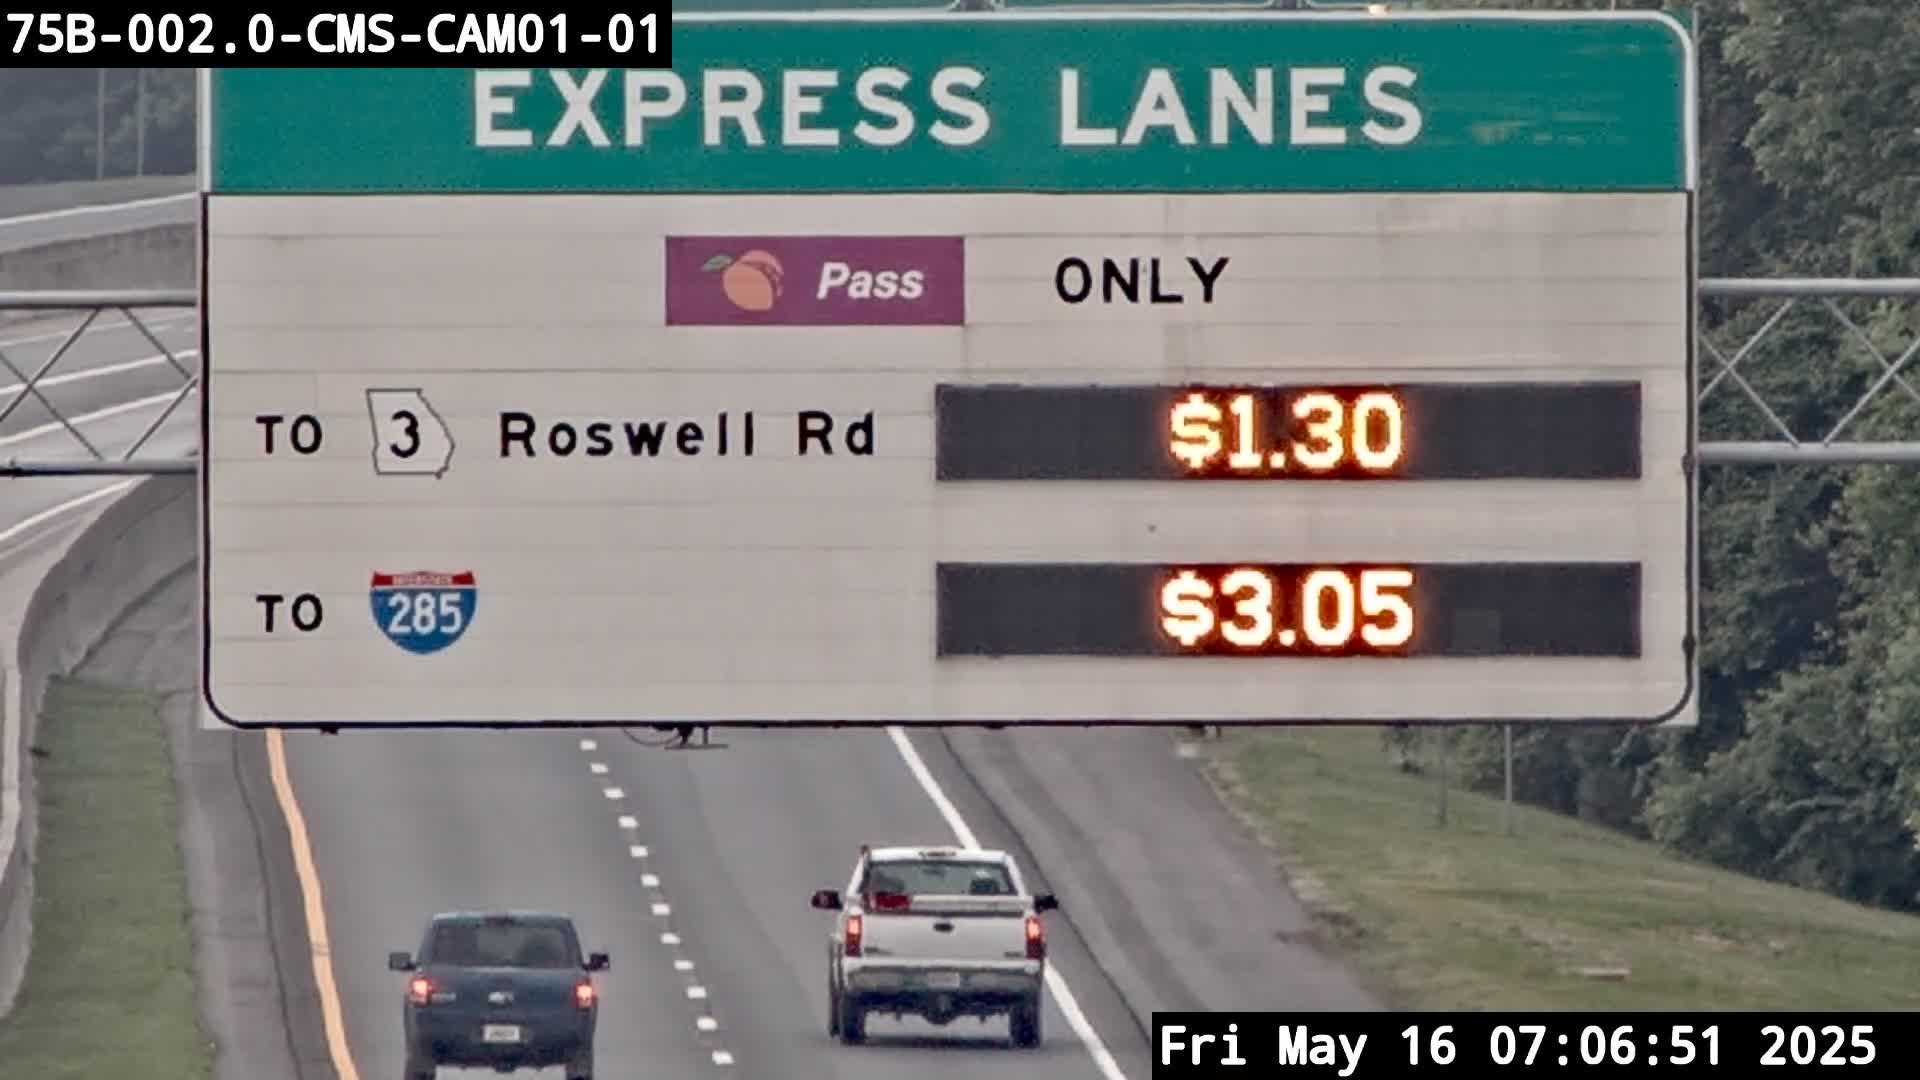 75B-002.0-CMS-CAM01-01
EXPRESS LANES
Pass ONLY
TO 3 Roswell Rd $1.30
TO INTERSTATE 285 $3.05
Fri May 16 07:06:51 2025